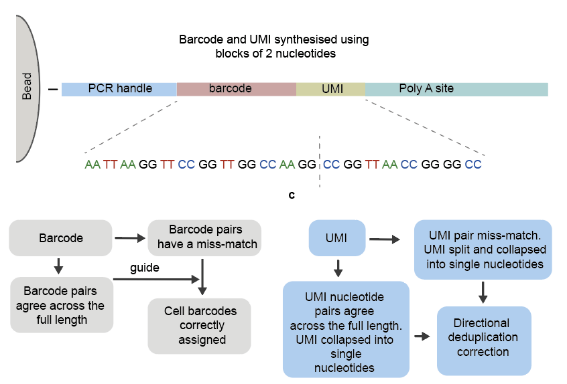 Barcode and UMI synthesised using
blocks of 2 nucleotides
Bead
PCR handle
barcode
UMI
Poly A site
AA TT AA GG TT CC GG TT GG CC AA GG CC GG TT AA CC GG GG CC
c
Barcode
Barcode pairs
have a miss-match
guide
Barcode pairs
agree across the
full length
Cell barcodes
correctly
assigned
UMI
UMI pair miss-match.
UMI split and collapsed
into single nucleotides
UMI nucleotide
pairs agree
across the full length.
UMI collapsed into
single
nucleotides
Directional
deduplication
correction